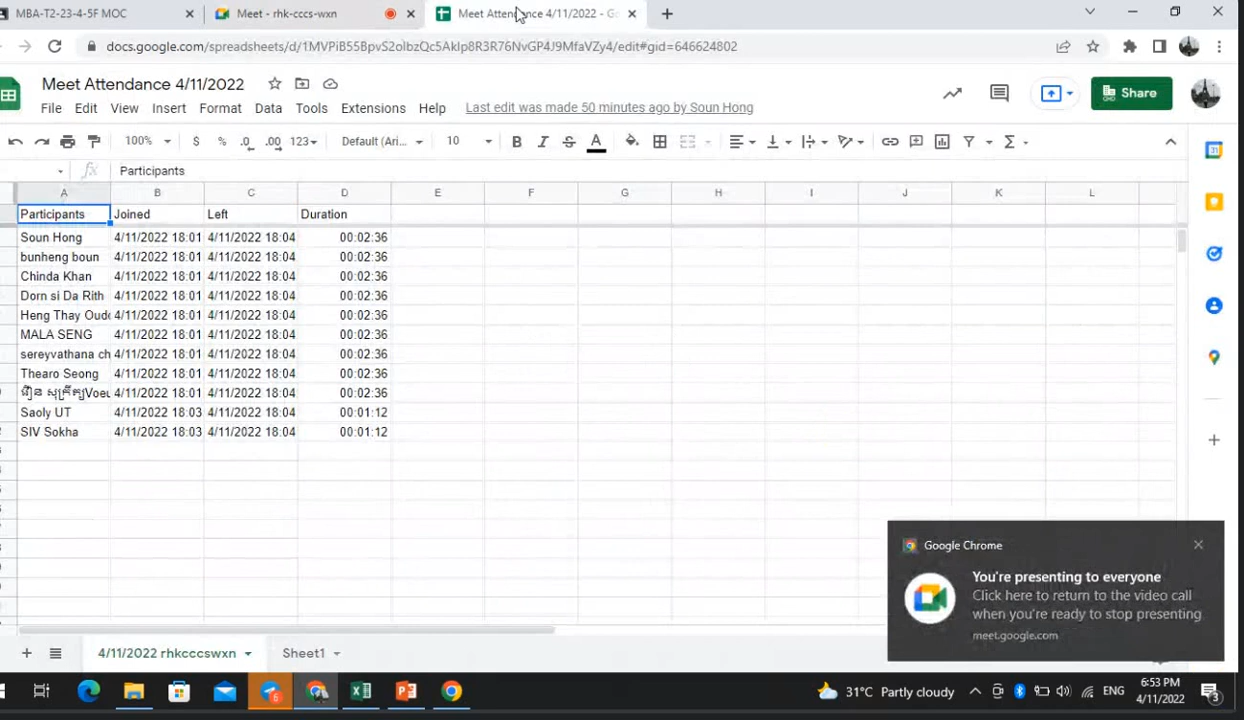 MBA-T2-23-4-5F MOC
Meet - rhk-cccs-wxn
Meet Attendance 4/11/2022 - Go
docs.google.com/spreadsheets/d/1MVPiB55BpvS2olbzQc5Aklp8R3R76NvGP4J9MfaVZy4/edit#gid=646624802
Meet Attendance 4/11/2022
File Edit View Insert Format Data Tools Extensions Help Last edit was made 50 minutes ago by Soun Hong
Share
100% $ % .0 .00 123 Default (Ari... 10 B I S A
fx Participants
A B C D E F G H I J K L
Participants Joined Left Duration
Soun Hong 4/11/2022 18:01 4/11/2022 18:04 00:02:36
bunheng boun 4/11/2022 18:01 4/11/2022 18:04 00:02:36
Chinda Khan 4/11/2022 18:01 4/11/2022 18:04 00:02:36
Dorn si Da Rith 4/11/2022 18:01 4/11/2022 18:04 00:02:36
Heng Thay Oudo 4/11/2022 18:01 4/11/2022 18:04 00:02:36
MALA SENG 4/11/2022 18:01 4/11/2022 18:04 00:02:36
sereyvathana ch 4/11/2022 18:01 4/11/2022 18:04 00:02:36
Thearo Seong 4/11/2022 18:01 4/11/2022 18:04 00:02:36
4/11/2022 18:01 4/11/2022 18:04 00:02:36
Saoly UT 4/11/2022 18:03 4/11/2022 18:04 00:01:12
SIV Sokha 4/11/2022 18:03 4/11/2022 18:04 00:01:12
Google Chrome
You're presenting to everyone
Click here to return to the video call
when you're ready to stop presenting
meet.google.com
4/11/2022 rhkcccswxn Sheet1
31°C Partly cloudy ENG 6:53 PM
4/11/2022
3